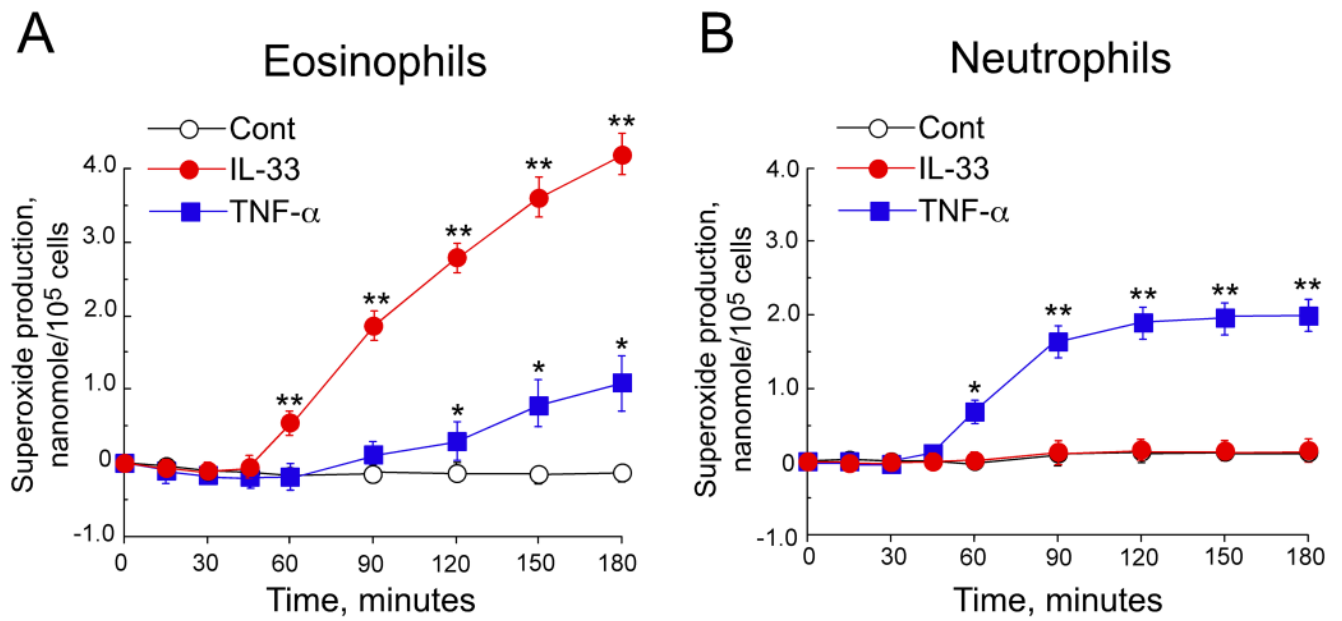 A
Eosinophils
Cont
IL-33
TNF-α
Superoxide production,
nanomole/10⁵ cells
4.0
3.0
2.0
1.0
0
-1.0
** ** ** ** **
* * *
0 30 60 90 120 150 180
Time, minutes
B
Neutrophils
Cont
IL-33
TNF-α
Superoxide production,
nanomole/10⁵ cells
4.0
3.0
2.0
1.0
0
-1.0
* ** ** ** **
0 30 60 90 120 150 180
Time, minutes